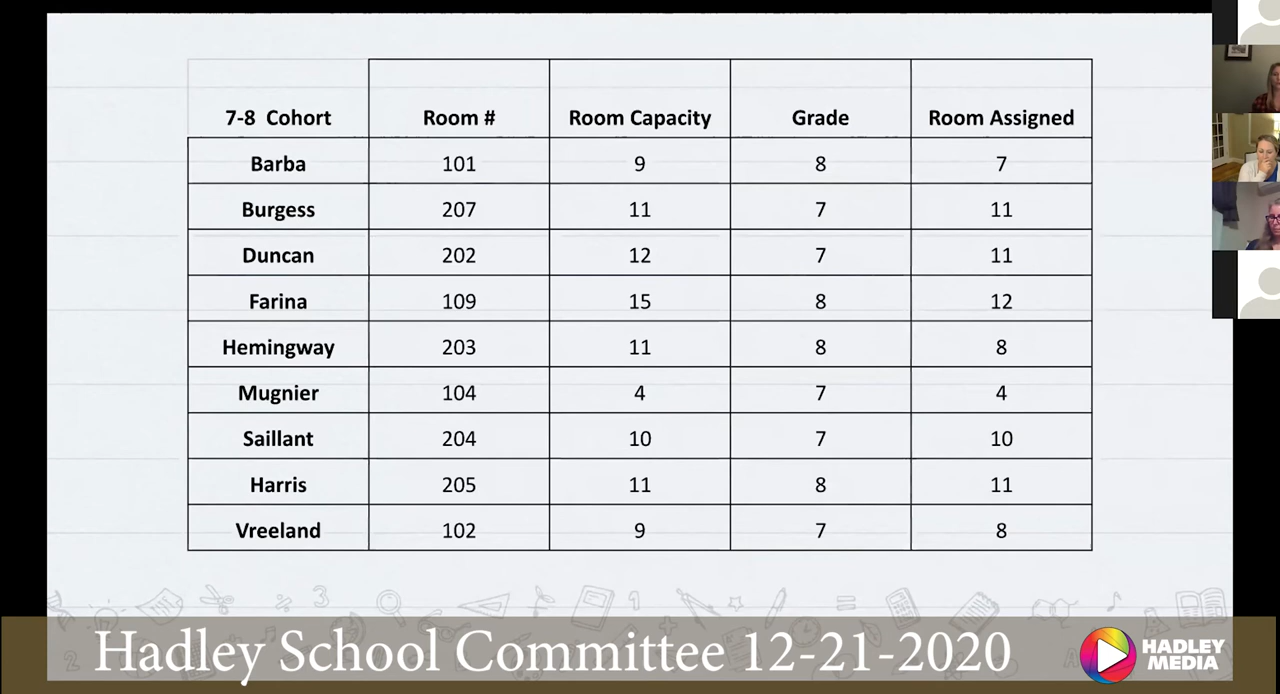 7-8 Cohort Room # Room Capacity Grade Room Assigned
Barba 101 9 8 7
Burgess 207 11 7 11
Duncan 202 12 7 11
Farina 109 15 8 12
Hemingway 203 11 8 8
Mugnier 104 4 7 4
Saillant 204 10 7 10
Harris 205 11 8 11
Vreeland 102 9 7 8
Hadley School Committee 12-21-2020
HADLEY
MEDIA